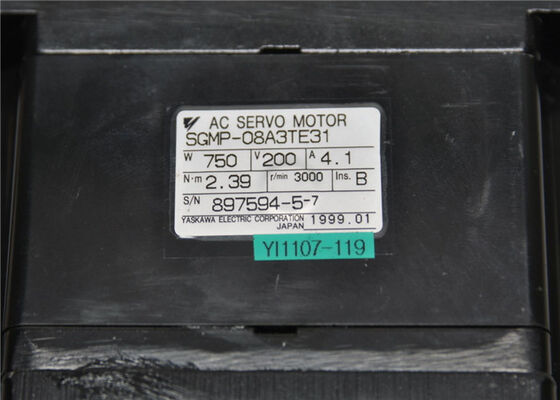 AC SERVO MOTOR
SGMP-08A3TE31
W 750 V 200 A 4.1
N·m 2.39 r/min 3000 Ins. B
S/N 897594-5-7
YASKAWA ELECTRIC CORPORATION 1999.01
JAPAN
YI1107-119